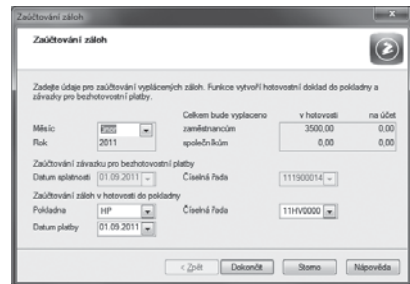 Zaúčtování záloh
Zaúčtování záloh
Zadejte údaje pro zaúčtování vyplácených záloh. Funkce vytvoří hotovostní doklad do pokladny a
závazky pro bezhotovostní platby.
Celkem bude vyplaceno v hotovosti na účet
Měsíc zaměstnancům 3500,00 0,00
Rok 2011 společníkům 0,00 0,00
Zaúčtování závazku pro bezhotovostní platby
Datum splatnosti 01.09.2011 Číselná řada 111900014
Zaúčtování záloh v hotovosti do pokladny
Pokladna HP Číselná řada 11HV0000
Datum platby 01.09.2011
< Zpět Dokončit Storno Nápověda